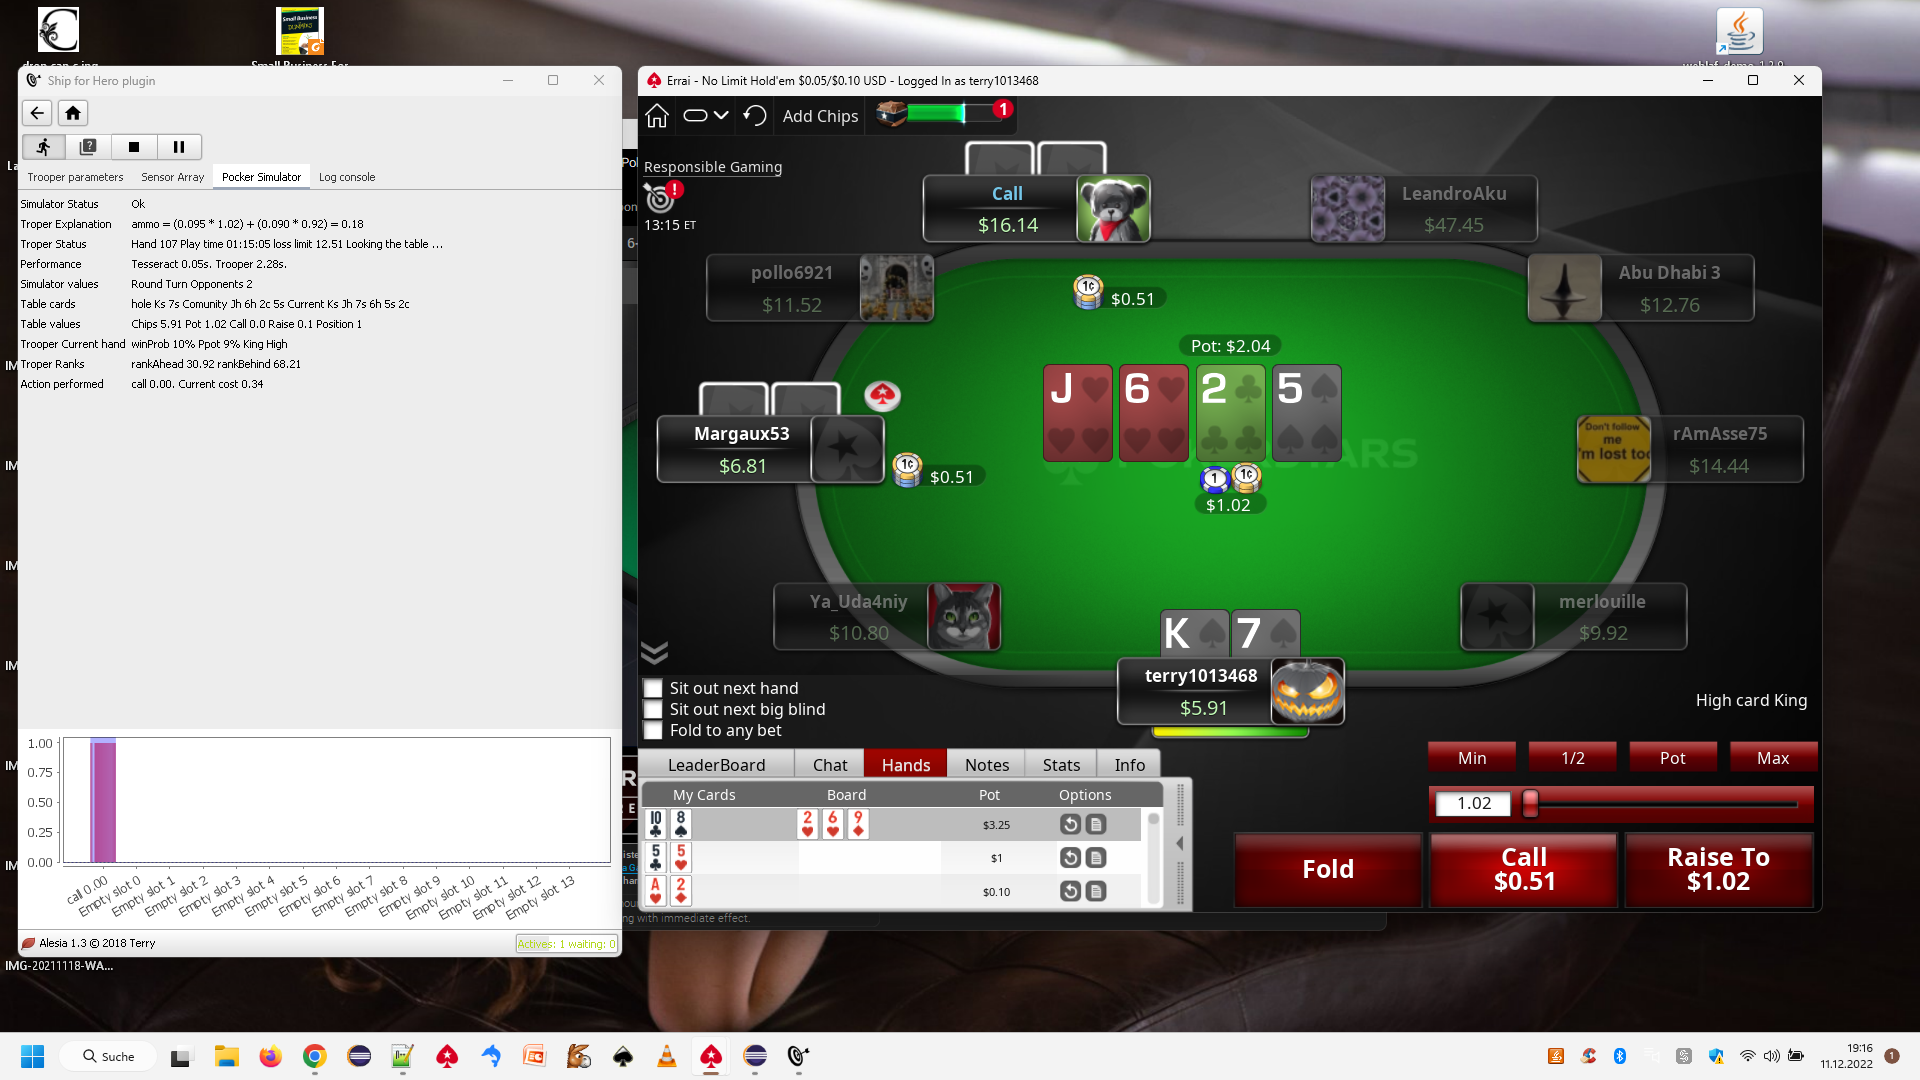 Ship for Hero plugin
Trooper parameters
Sensor Array
Pocker Simulator
Log console
Simulator Status Ok
Troper Explanation ammo = (0.095 * 1.02) + (0.090 * 0.92) = 0.18
Troper Status Hand 107 Play time 01:15:05 loss limit 12.51 Looking the table ...
Performance Tesseract 0.05s. Trooper 2.28s.
Simulator values Round Turn Opponents 2
Table cards hole Ks 7s Comunity Jh 6h 2c 5s Current Ks Jh 7s 6h 5s 2c
Table values Chips 5.91 Pot 1.02 Call 0.0 Raise 0.1 Position 1
Trooper Current hand winProb 10% Ppot 9% King High
Troper Ranks rankAhead 30.92 rankBehind 68.21
Action performed call 0.00. Current cost 0.34
1.00
0.75
0.50
0.25
0.00
call 0.00
Empty slot 0
Empty slot 1
Empty slot 2
Empty slot 3
Empty slot 4
Empty slot 5
Empty slot 6
Empty slot 7
Empty slot 8
Empty slot 9
Empty slot 10
Empty slot 11
Empty slot 12
Empty slot 13
Alesia 1.3 © 2018 Terry
Actives: 1 waiting: 0
IMG-20211118-WA...
Errai - No Limit Hold'em $0.05/$0.10 USD - Logged In as terry1013468
Add Chips
1
Responsible Gaming
13:15 ET
Call
$16.14
LeandroAku
$47.45
pollo6921
$11.52
Abu Dhabi 3
$12.76
1¢
$0.51
Pot: $2.04
J
6
2
5
Margaux53
$6.81
1¢
$0.51
1
1¢
$1.02
Don't follow
me
I'm lost too
rAmAsse75
$14.44
Ya_Uda4niy
$10.80
merlouille
$9.92
K
7
terry1013468
$5.91
Sit out next hand
Sit out next big blind
Fold to any bet
High card King
LeaderBoard
Chat
Hands
Notes
Stats
Info
My Cards
Board
Pot
Options
10 8 2 6 9 $3.25
5 5 $1
A 2 $0.10
Min
1/2
Pot
Max
1.02
Fold
Call
$0.51
Raise To
$1.02
ng with immediate effect.
Suche
19:16
11.12.2022
1